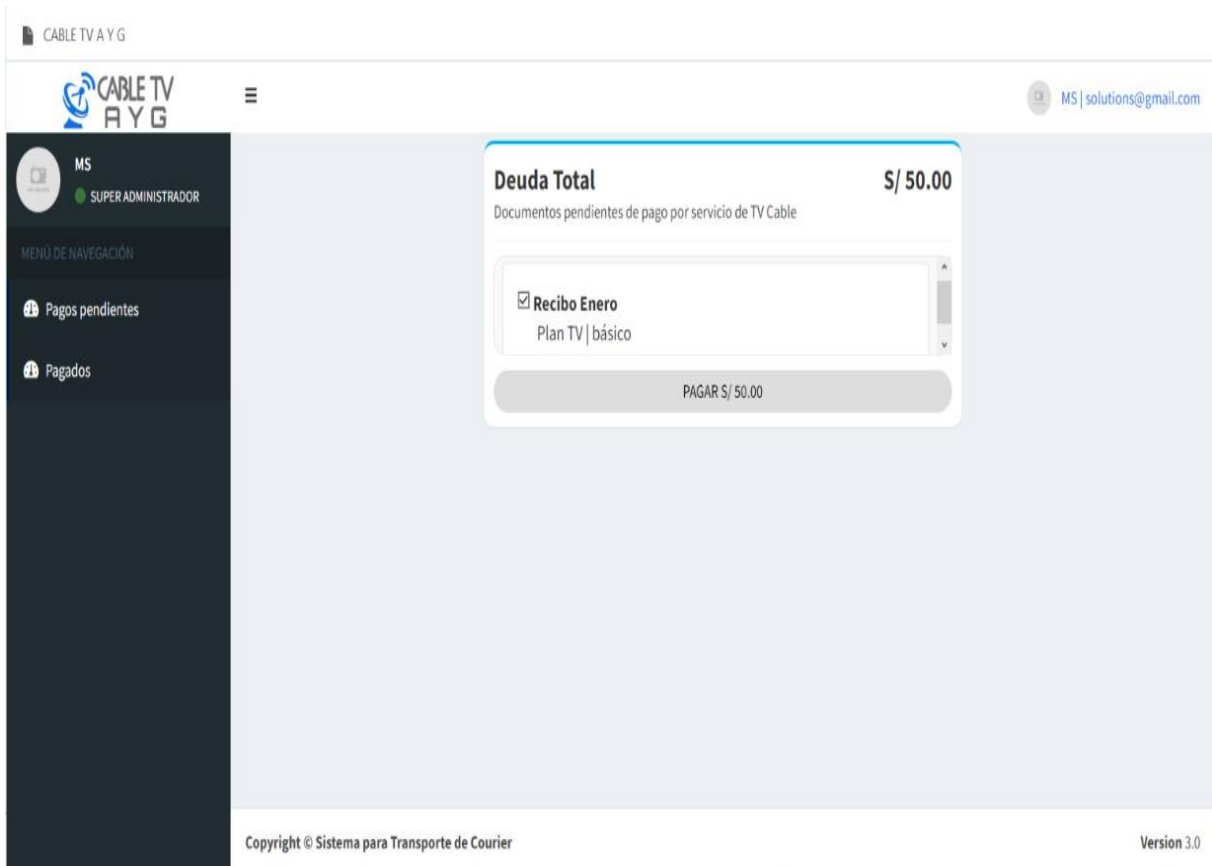 CABLE TV A Y G
CABLE TV
A Y G
MS | solutions@gmail.com
MS
SUPER ADMINISTRADOR
MENÚ DE NAVEGACIÓN
Pagos pendientes
Pagados
Deuda Total S/ 50.00
Documentos pendientes de pago por servicio de TV Cable
Recibo Enero
Plan TV | básico
PAGAR S/ 50.00
Copyright © Sistema para Transporte de Courier Version 3.0